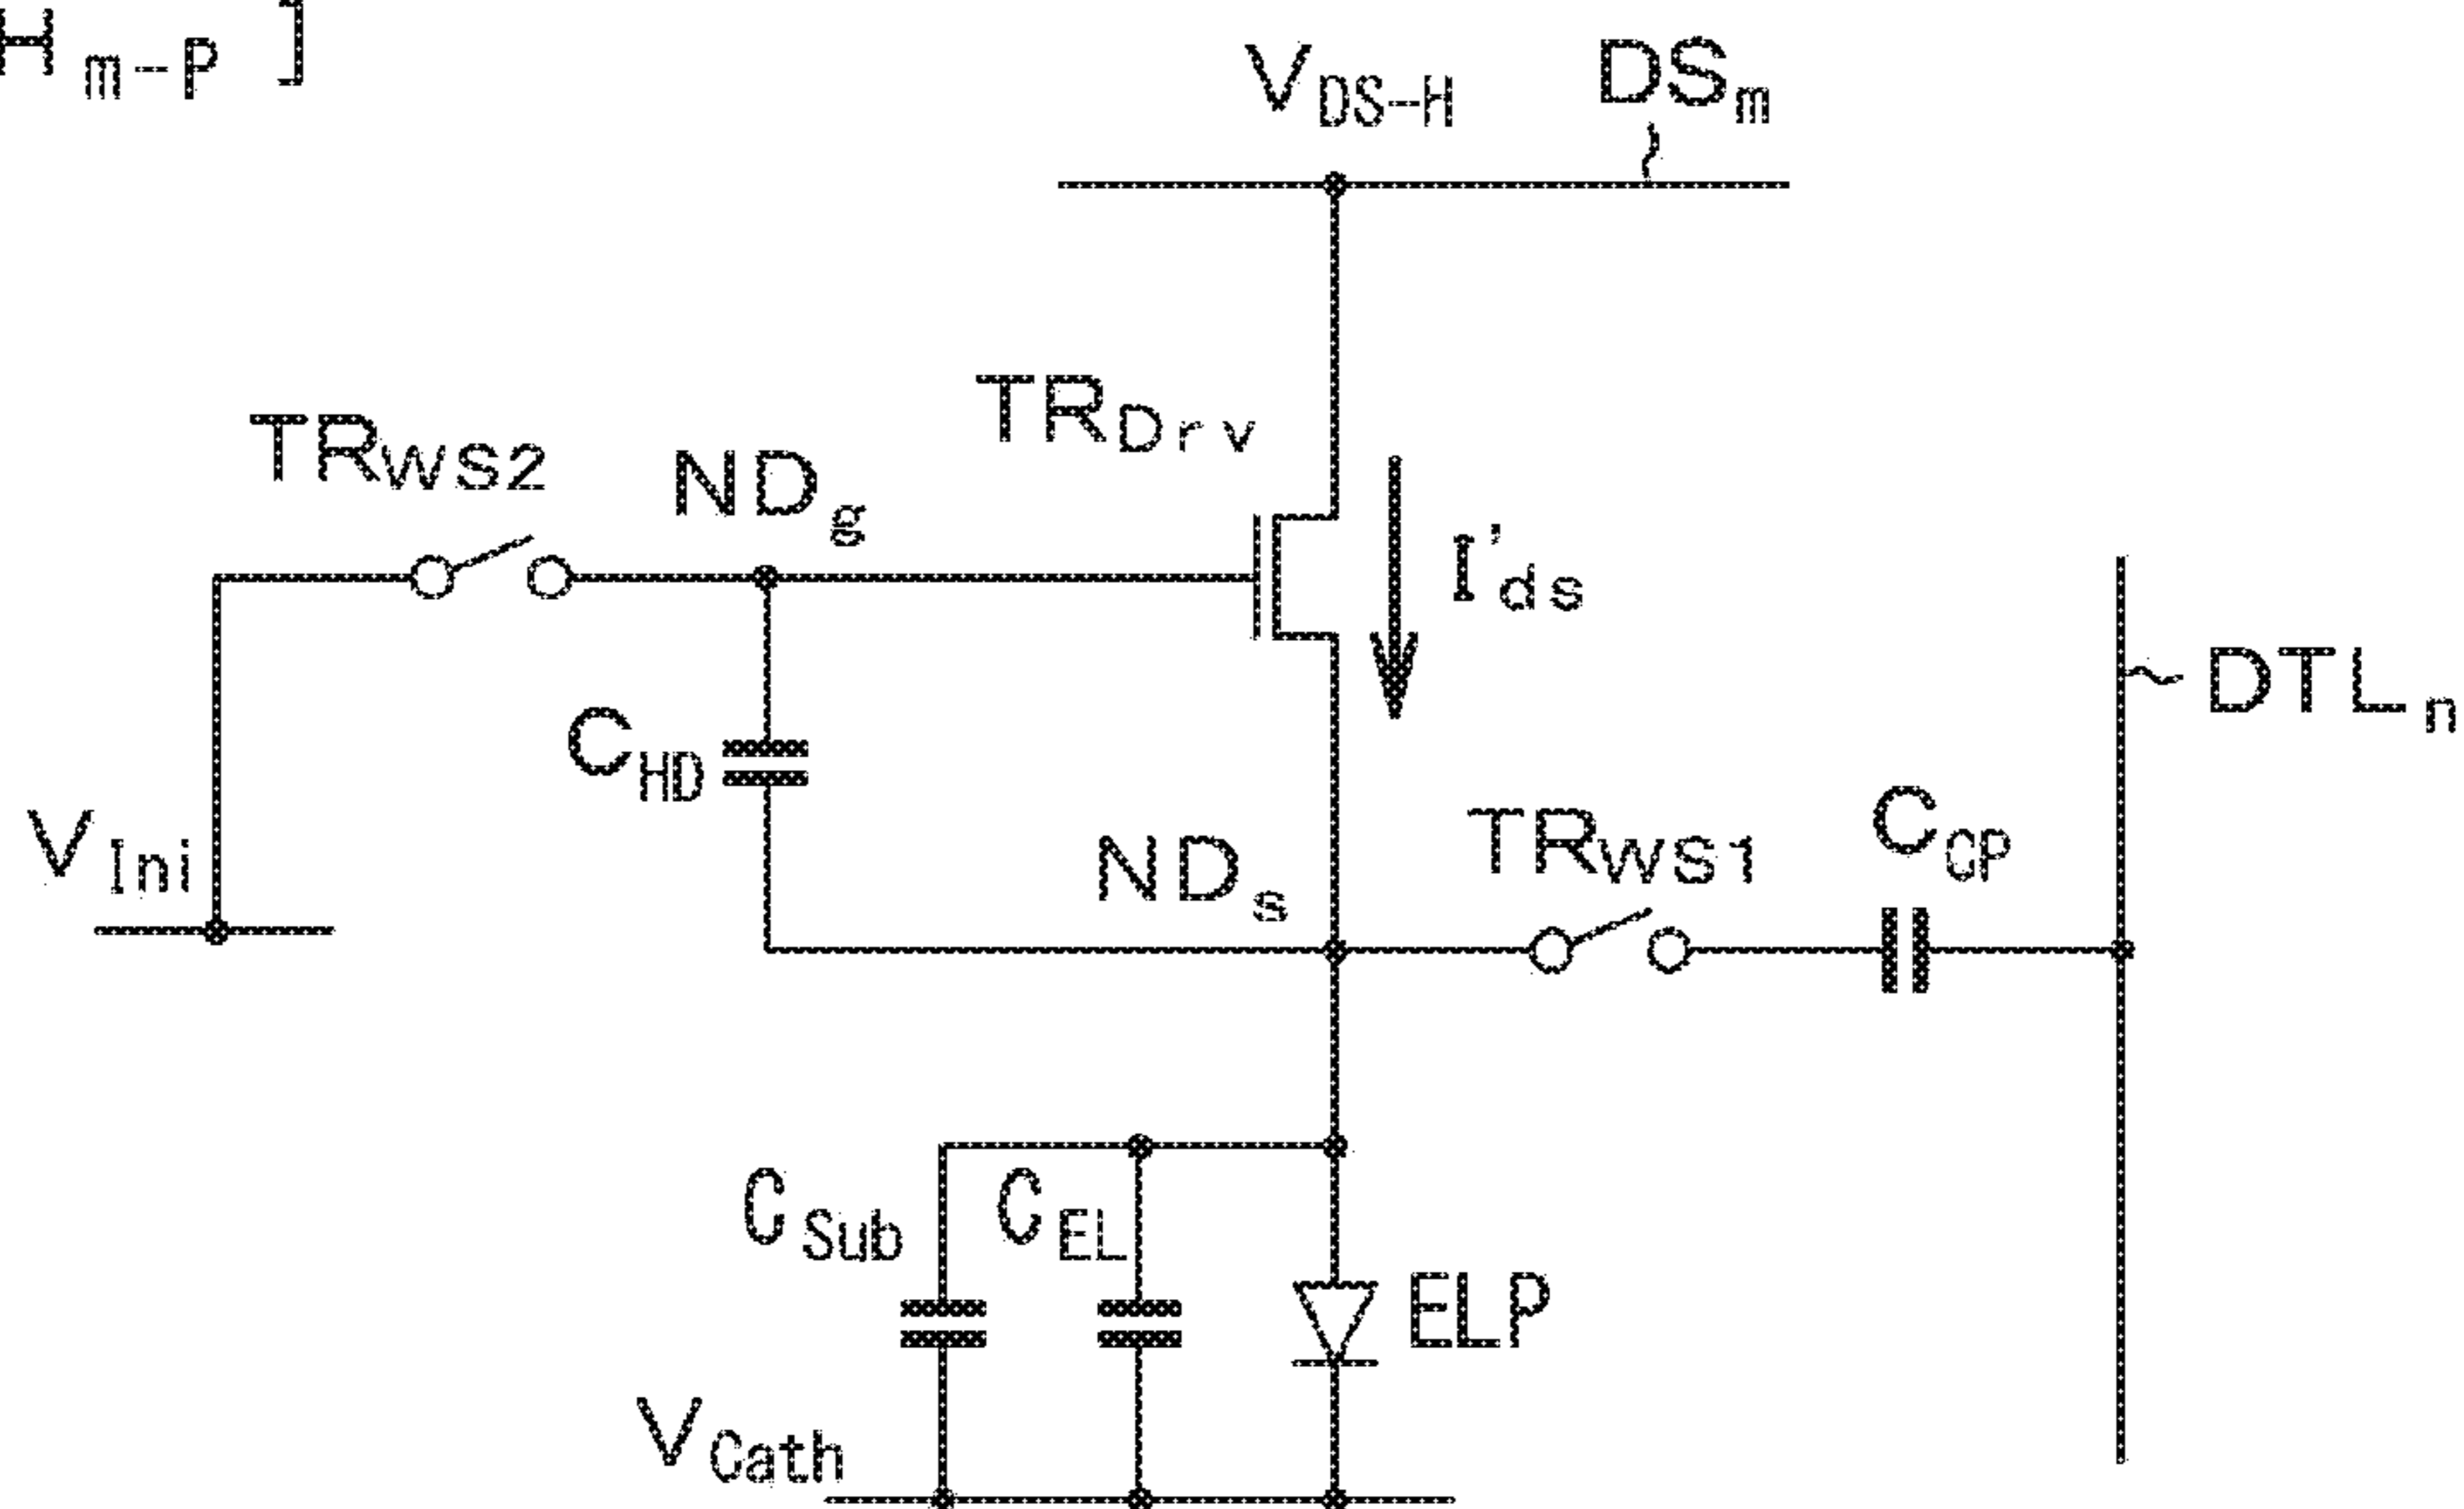 H m-P ]
V DS-H
DS m
TR Drv
TR WS2
ND g
I' ds
DTL n
C HD
C CP
TR WS1
V Ini
ND s
C Sub
C EL
ELP
V Cath